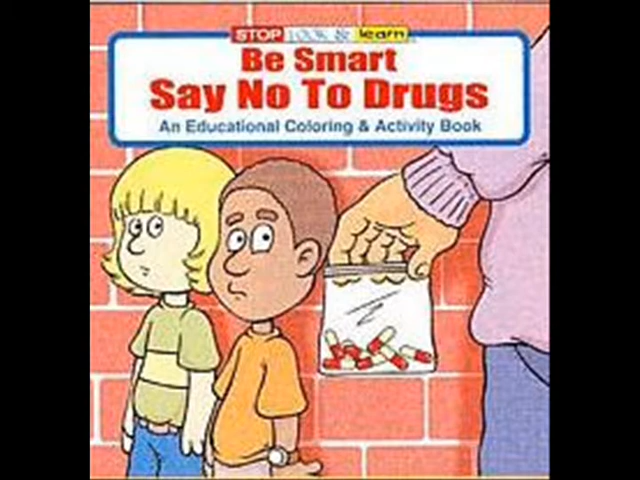 STOP LOOK & learn
Be Smart
Say No To Drugs
An Educational Coloring & Activity Book